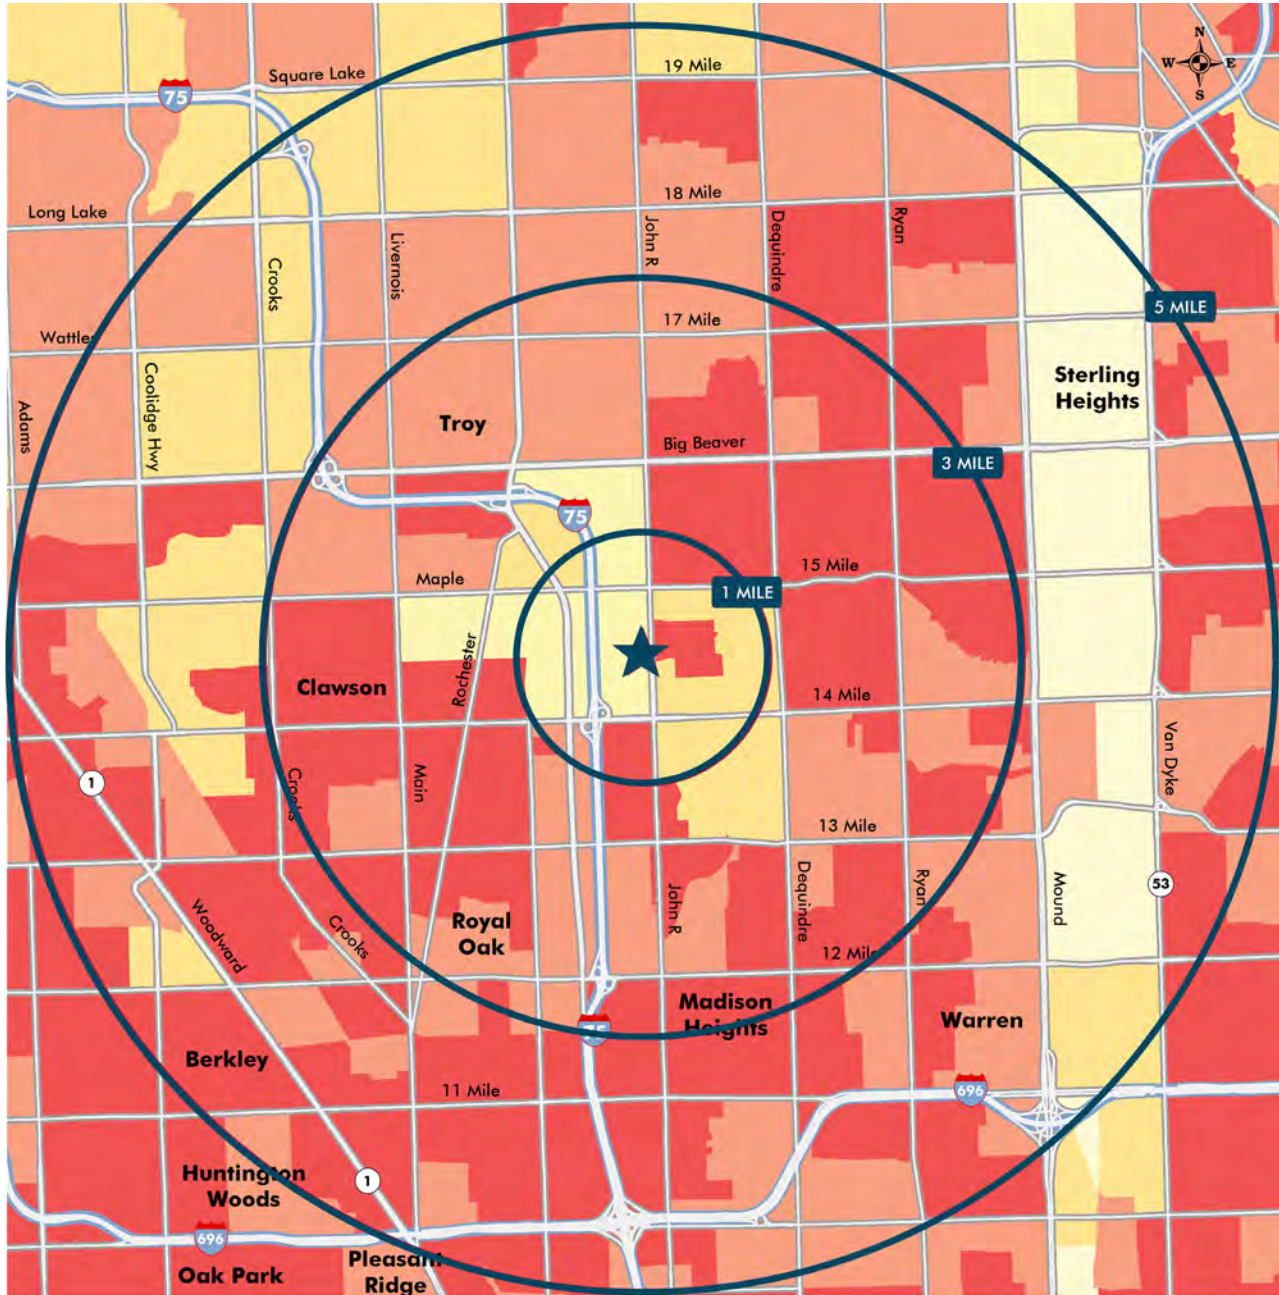 N
W
E
S
19 Mile
Square Lake
75
18 Mile
Long Lake
John R
Dequindre
Ryan
Livernois
Crooks
5 MILE
17 Mile
Wattles
Coolidge Hwy
Adams
Sterling
Heights
Troy
Big Beaver
3 MILE
75
15 Mile
Maple
1 MILE
Rochester
Clawson
14 Mile
Van Dyke
Crooks
Main
1
13 Mile
John R
Dequindre
Ryan
Mound
53
Woodward
Crooks
Royal
Oak
12 Mile
Madison
Heights
Warren
75
Berkley
11 Mile
696
Huntington
Woods
1
696
Oak Park
Pleasant
Ridge